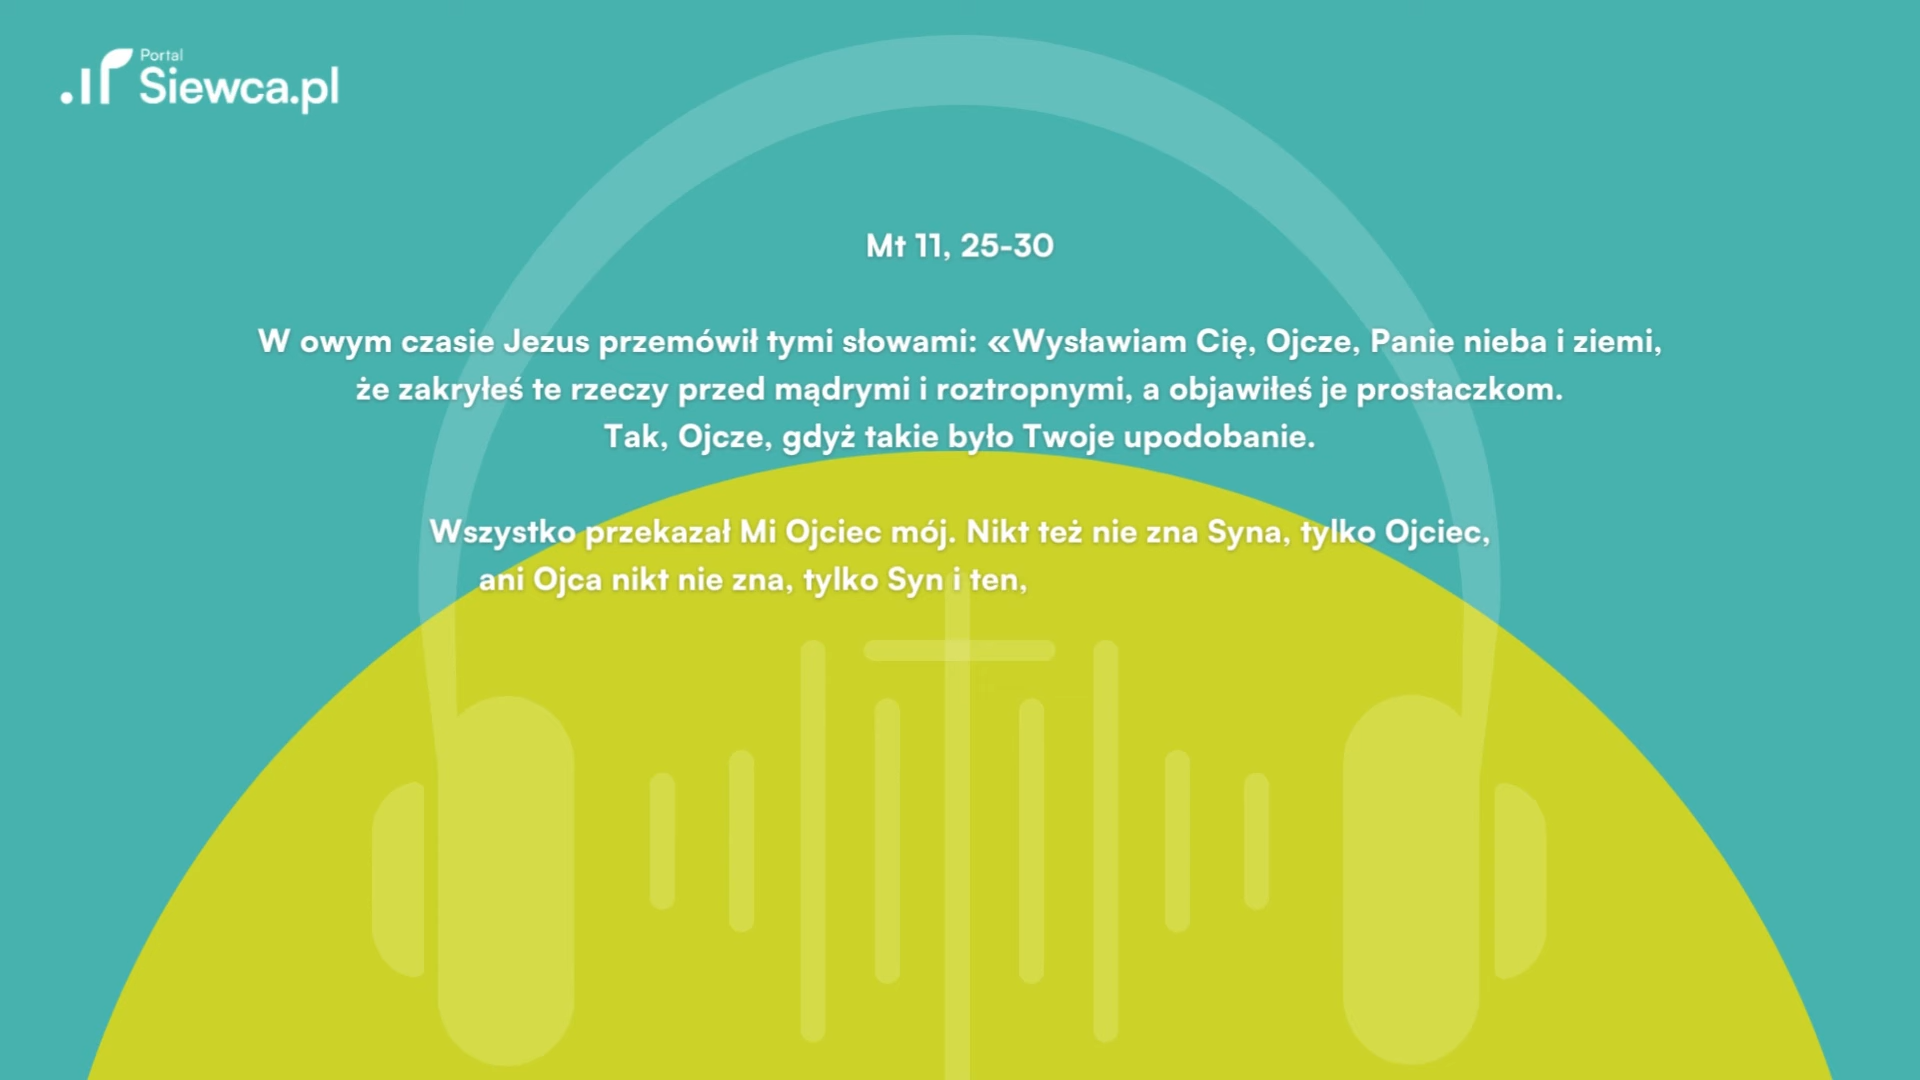 Portal
Siewca.pl
Mt 11, 25-30
W owym czasie Jezus przemówił tymi słowami: «Wysławiam Cię, Ojcze, Panie nieba i ziemi,
że zakryłeś te rzeczy przed mądrymi i roztropnymi, a objawiłeś je prostaczkom.
Tak, Ojcze, gdyż takie było Twoje upodobanie.
Wszystko przekazał Mi Ojciec mój. Nikt też nie zna Syna, tylko Ojciec,
ani Ojca nikt nie zna, tylko Syn i ten,